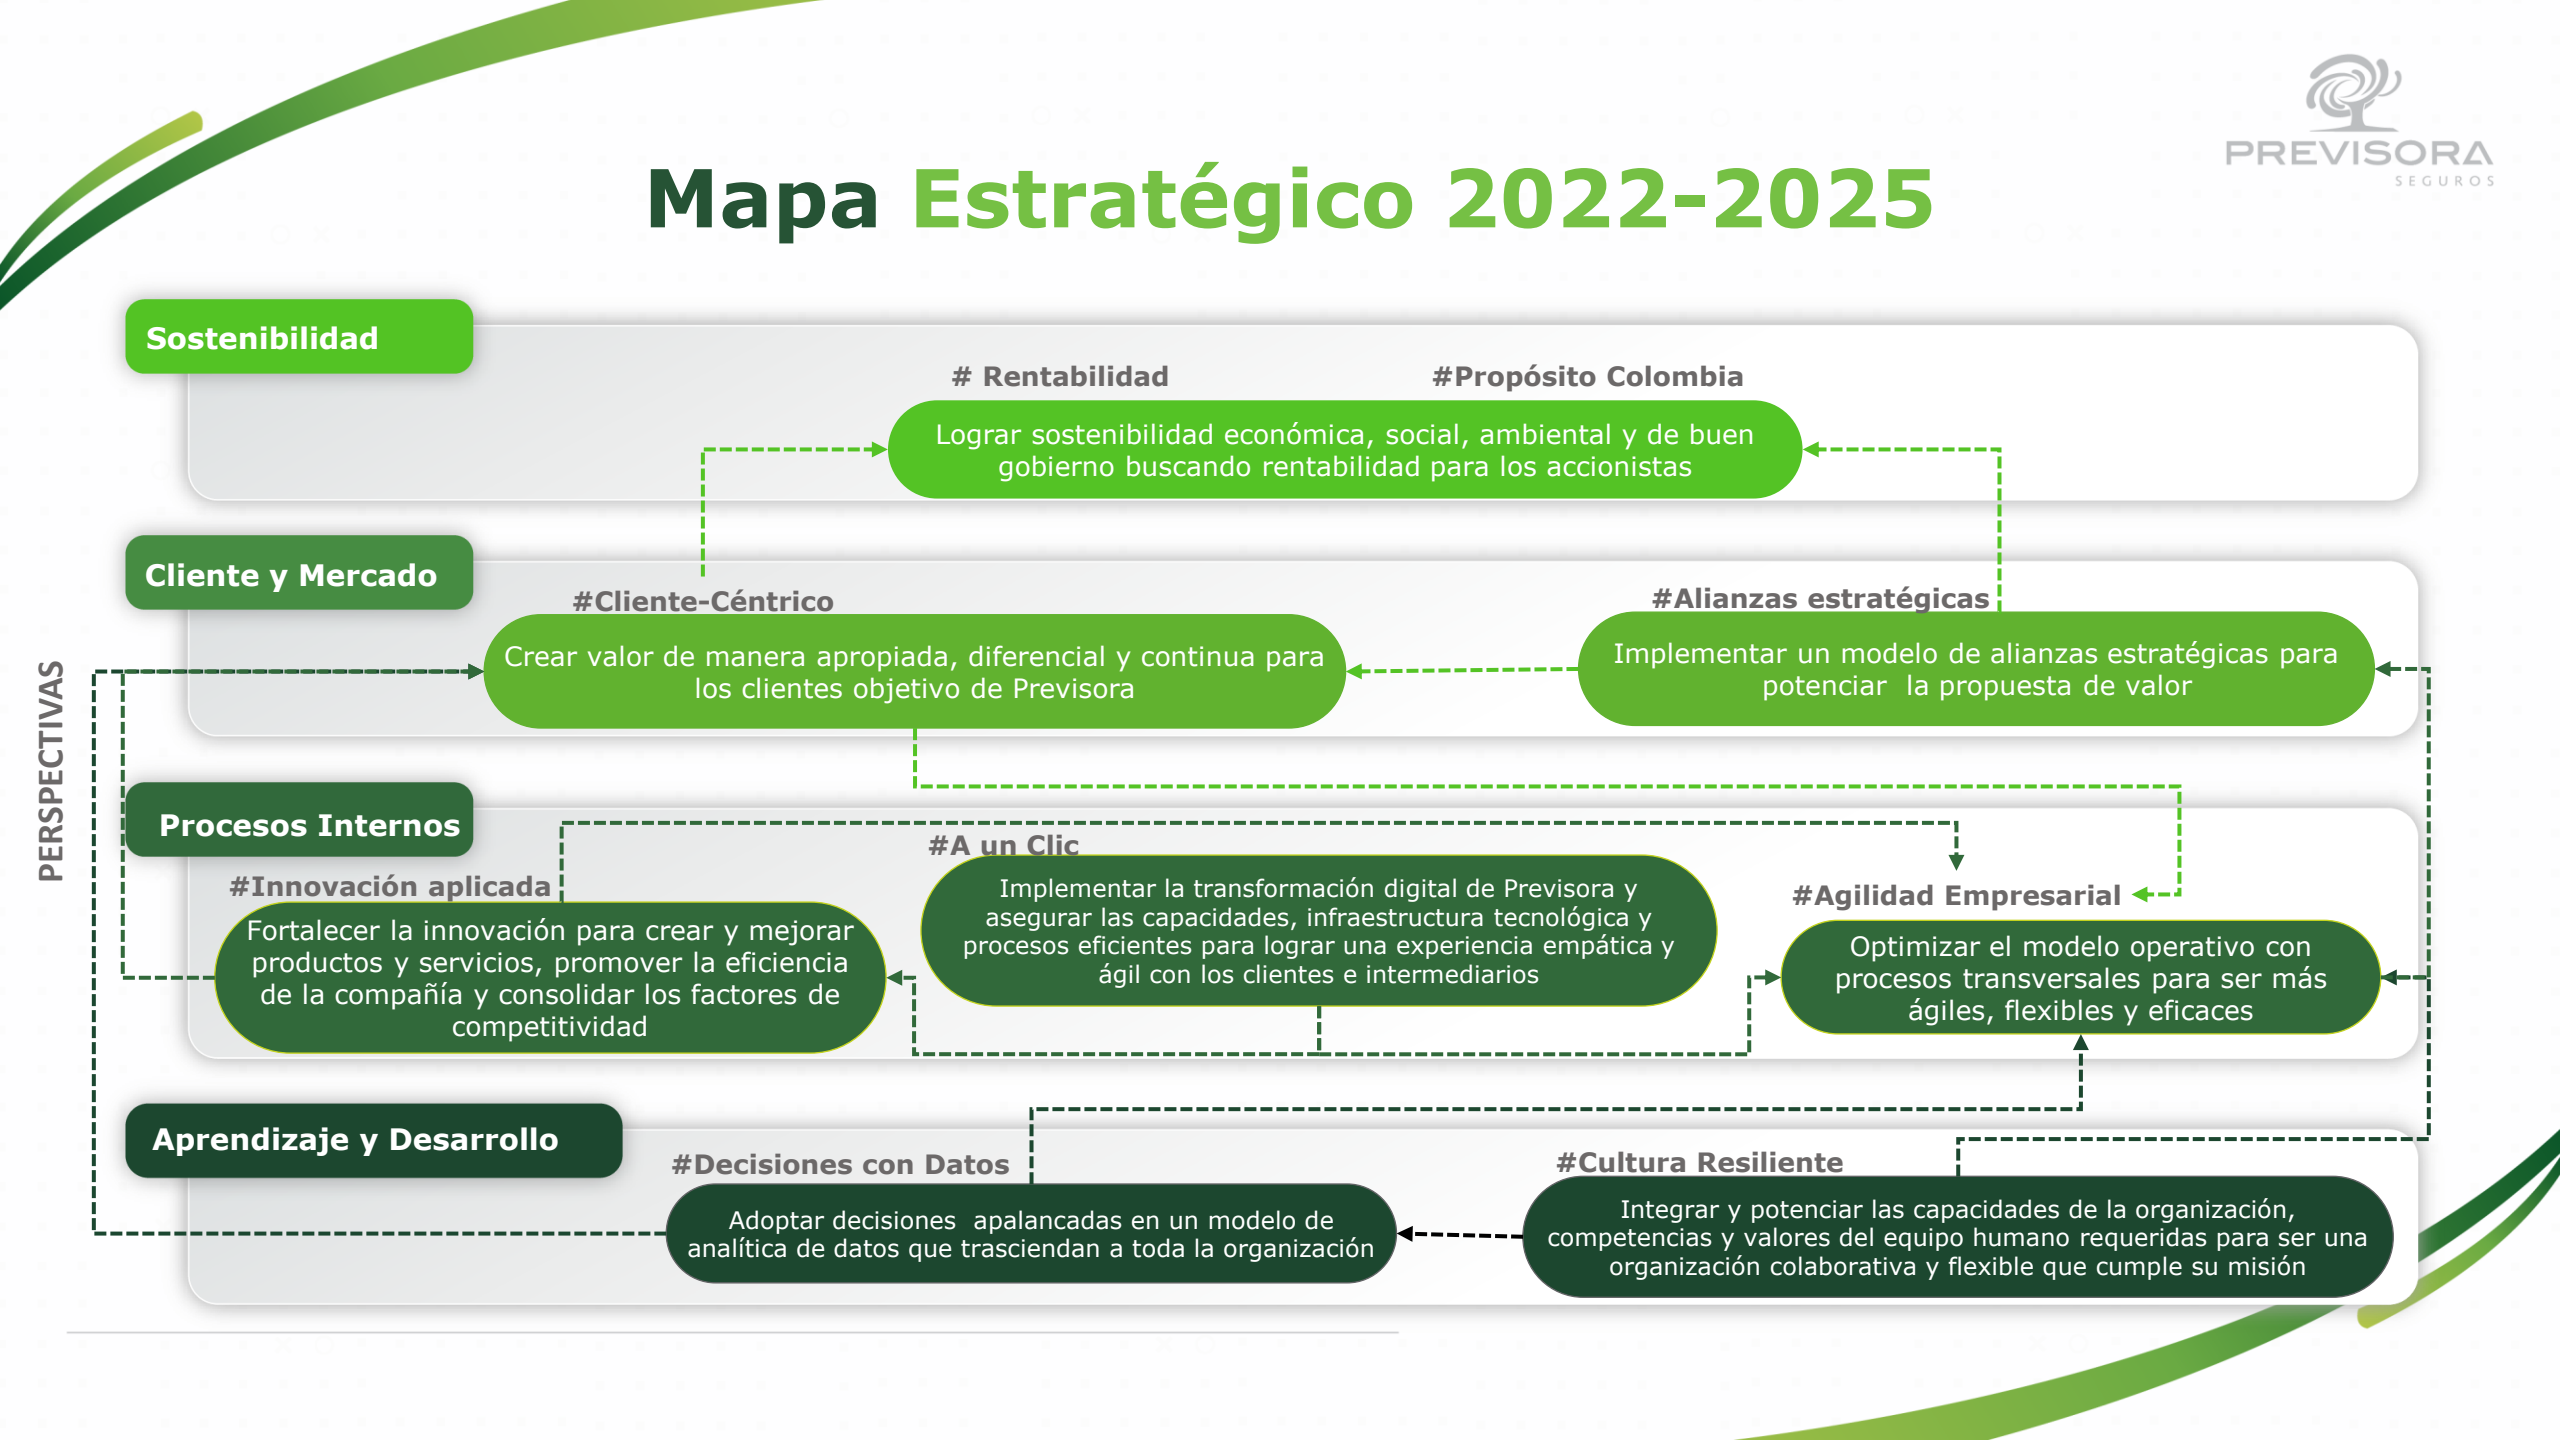 PREVISORA
SEGUROS
Mapa Estratégico 2022-2025
PERSPECTIVAS
Sostenibilidad
# Rentabilidad
#Propósito Colombia
Lograr sostenibilidad económica, social, ambiental y de buen
gobierno buscando rentabilidad para los accionistas
Cliente y Mercado
#Cliente-Céntrico
Crear valor de manera apropiada, diferencial y continua para
los clientes objetivo de Previsora
#Alianzas estratégicas
Implementar un modelo de alianzas estratégicas para
potenciar  la propuesta de valor
Procesos Internos
#Innovación aplicada
Fortalecer la innovación para crear y mejorar
productos y servicios, promover la eficiencia
de la compañía y consolidar los factores de
competitividad
#A un Clic
Implementar la transformación digital de Previsora y
asegurar las capacidades, infraestructura tecnológica y
procesos eficientes para lograr una experiencia empática y
ágil con los clientes e intermediarios
#Agilidad Empresarial
Optimizar el modelo operativo con
procesos transversales para ser más
ágiles, flexibles y eficaces
Aprendizaje y Desarrollo
#Decisiones con Datos
Adoptar decisiones  apalancadas en un modelo de
analítica de datos que trasciendan a toda la organización
#Cultura Resiliente
Integrar y potenciar las capacidades de la organización,
competencias y valores del equipo humano requeridas para ser una
organización colaborativa y flexible que cumple su misión